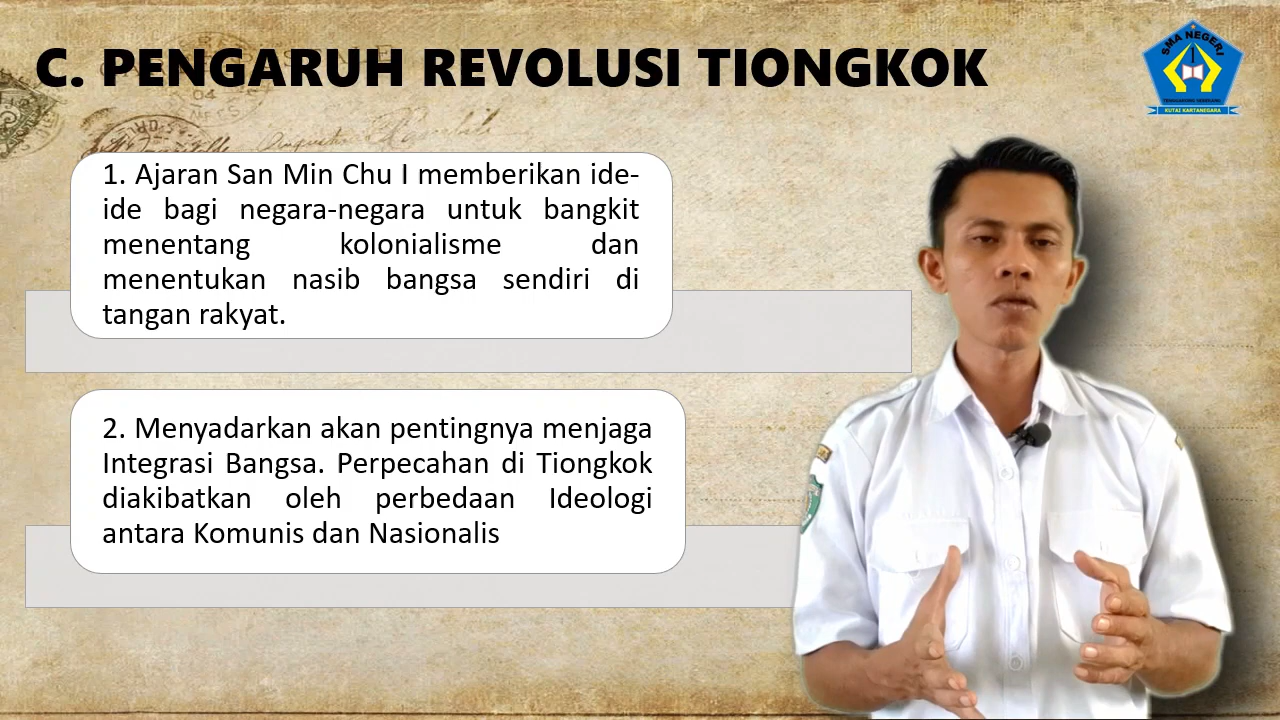 C. PENGARUH REVOLUSI TIONGKOK
SMA NEGERI
1
KUTAI KARTANEGARA
1. Ajaran San Min Chu I memberikan ide-
ide bagi negara-negara untuk bangkit
menentang kolonialisme dan
menentukan nasib bangsa sendiri di
tangan rakyat.
2. Menyadarkan akan pentingnya menjaga
Integrasi Bangsa. Perpecahan di Tiongkok
diakibatkan oleh perbedaan Ideologi
antara Komunis dan Nasionalis